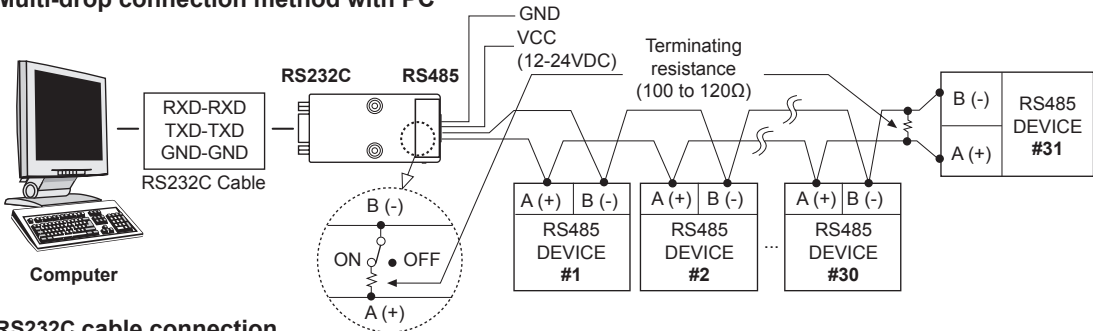 Multi-drop connection method with PC
GND
VCC
(12-24VDC)
Terminating
resistance
(100 to 120Ω)
RS232C
RS485
RXD-RXD
TXD-TXD
GND-GND
RS232C Cable
Computer
B (-)
ON
OFF
A (+)
A (+)
B (-)
RS485
DEVICE
#1
A (+)
B (-)
RS485
DEVICE
#2
...
A (+)
B (-)
RS485
DEVICE
#30
B (-)
A (+)
RS485
DEVICE
#31
RS232C cable connection